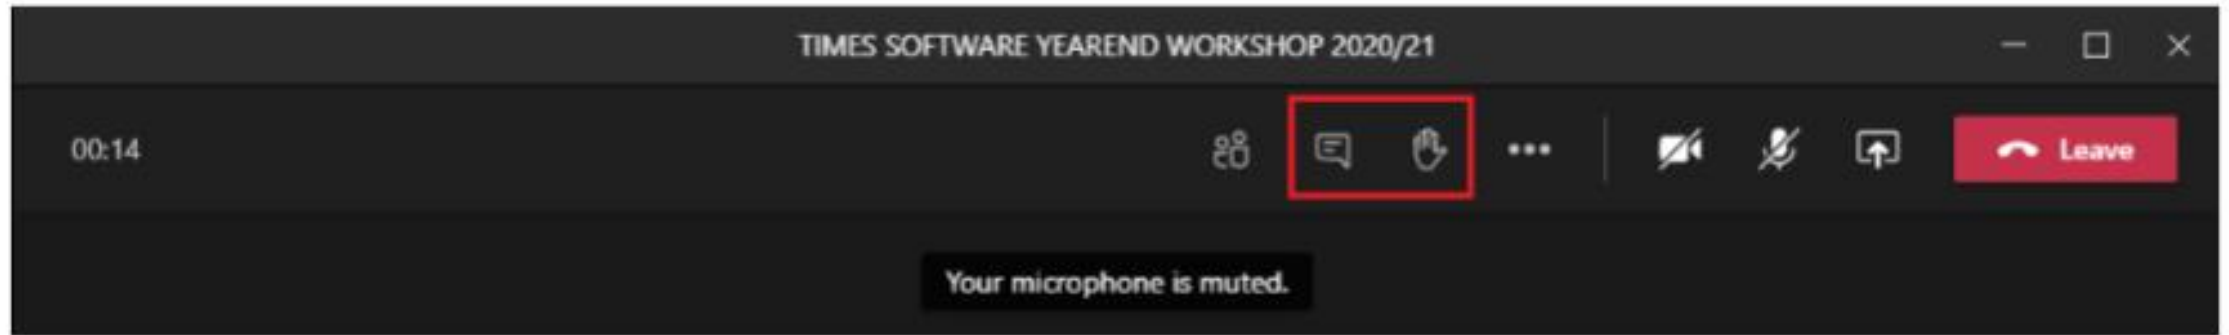 TIMES SOFTWARE YEAREND WORKSHOP 2020/21
00:14
Leave
Your microphone is muted.